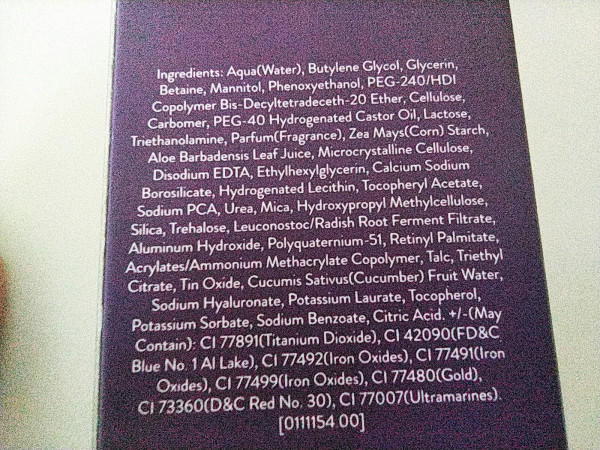 Ingredients: Aqua(Water), Butylene Glycol, Glycerin,
Betaine, Mannitol, Phenoxyethanol, PEG-240/HDI
Copolymer Bis-Decyltetradeceth-20 Ether, Cellulose,
Carbomer, PEG-40 Hydrogenated Castor Oil, Lactose,
Triethanolamine, Parfum(Fragrance), Zea Mays(Corn) Starch,
Aloe Barbadensis Leaf Juice, Microcrystalline Cellulose,
Disodium EDTA, Ethylhexylglycerin, Calcium Sodium
Borosilicate, Hydrogenated Lecithin, Tocopheryl Acetate,
Sodium PCA, Urea, Mica, Hydroxypropyl Methylcellulose,
Silica, Trehalose, Leuconostoc/Radish Root Ferment Filtrate,
Aluminum Hydroxide, Polyquaternium-51, Retinyl Palmitate,
Acrylates/Ammonium Methacrylate Copolymer, Talc, Triethyl
Citrate, Tin Oxide, Cucumis Sativus(Cucumber) Fruit Water,
Sodium Hyaluronate, Potassium Laurate, Tocopherol,
Potassium Sorbate, Sodium Benzoate, Citric Acid. +/-(May
Contain): CI 77891(Titanium Dioxide), CI 42090(FD&C
Blue No. 1 Al Lake), CI 77492(Iron Oxides), CI 77491(Iron
Oxides), CI 77499(Iron Oxides), CI 77480(Gold),
CI 73360(D&C Red No. 30), CI 77007(Ultramarines).
[0111154 00]